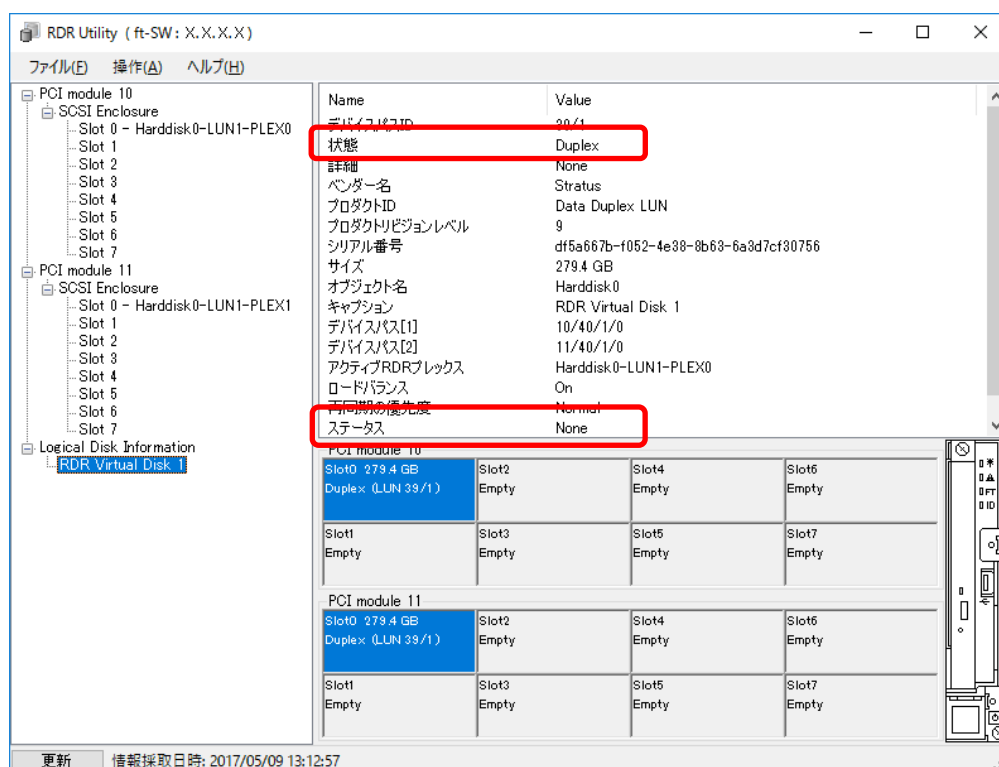 RDR Utility ( ft-SW : X.X.X.X )
ファイル(F) 操作(A) ヘルプ(H)
PCI module 10
SCSI Enclosure
Slot 0 - Harddisk0-LUN1-PLEX0
Slot 1
Slot 2
Slot 3
Slot 4
Slot 5
Slot 6
Slot 7
PCI module 11
SCSI Enclosure
Slot 0 - Harddisk0-LUN1-PLEX1
Slot 1
Slot 2
Slot 3
Slot 4
Slot 5
Slot 6
Slot 7
Logical Disk Information
RDR Virtual Disk 1
Name Value
デバイスパスID 39/1
状態 Duplex
詳細 None
ベンダー名 Stratus
プロダクトID Data Duplex LUN
プロダクトリビジョンレベル 9
シリアル番号 df5a667b-f052-4e38-8b63-6a3d7cf30756
サイズ 279.4 GB
オブジェクト名 Harddisk0
キャプション RDR Virtual Disk 1
デバイスパス[1] 10/40/1/0
デバイスパス[2] 11/40/1/0
アクティブRDRプレックス Harddisk0-LUN1-PLEX0
ロードバランス On
再同期の優先度 Normal
ステータス None
PCI module 10
Slot0 279.4 GB Slot2 Slot4 Slot6
Duplex (LUN 39/1) Empty Empty Empty
Slot1 Slot3 Slot5 Slot7
Empty Empty Empty Empty
PCI module 11
Slot0 279.4 GB Slot2 Slot4 Slot6
Duplex (LUN 39/1) Empty Empty Empty
Slot1 Slot3 Slot5 Slot7
Empty Empty Empty Empty
FT
ID
更新 情報採取日時: 2017/05/09 13:12:57